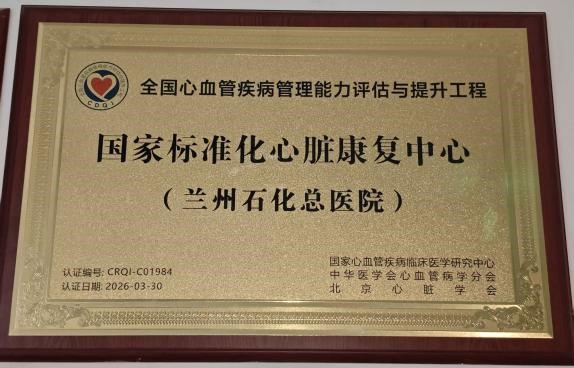 CDQI
全国心血管疾病管理能力评估与提升工程
国家标准化心脏康复中心
（兰州石化总医院）
认证编号: CRQI-C01984
认证日期: 2026-03-30
国家心血管疾病临床医学研究中心
中华医学会心血管病学分会
北京心脏学会